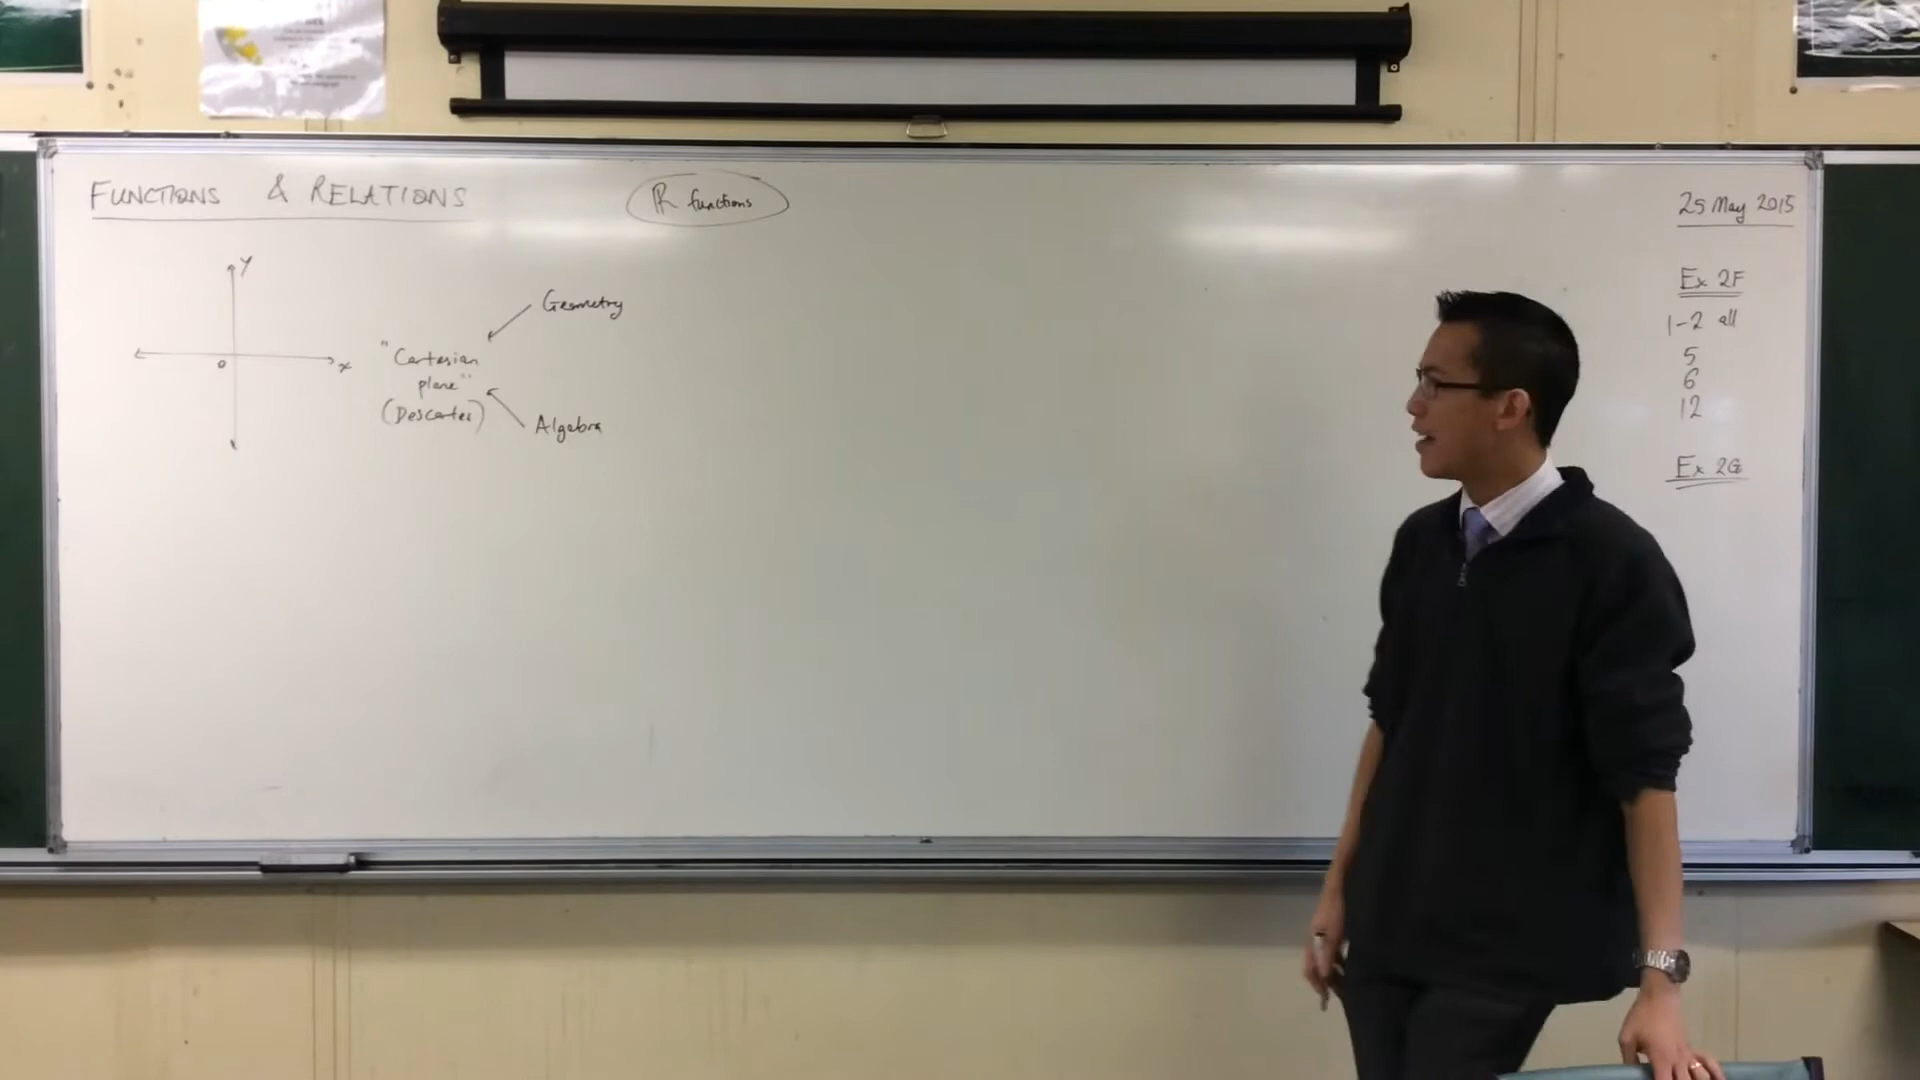 FUNCTIONS & RELATIONS
ℝ functions
25 May 2015
y
x
0
"Cartesian
plane"
(Descartes)
Geometry
Algebra
Ex 2F
1-2 all
5
6
12
Ex 2G